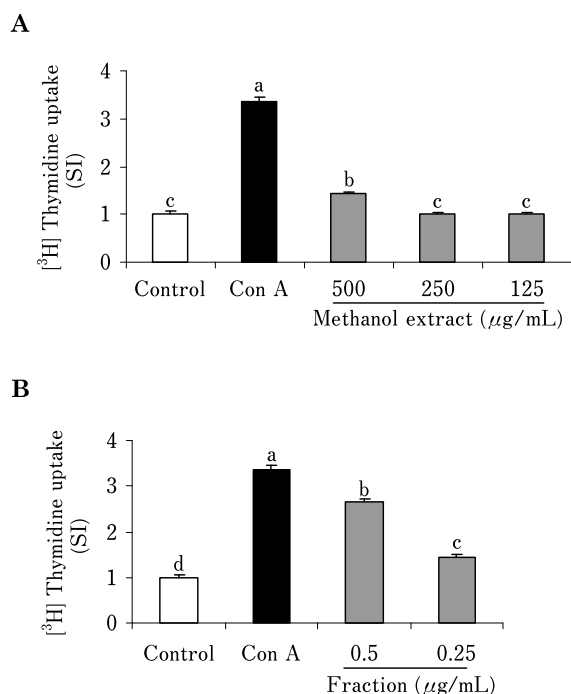 A
[³H] Thymidine uptake
(SI)
4
3
2
1
0
c
a
b
c
c
Control
Con A
500
250
125
Methanol extract (μg/mL)
B
[³H] Thymidine uptake
(SI)
4
3
2
1
0
d
a
b
c
Control
Con A
0.5
0.25
Fraction (μg/mL)